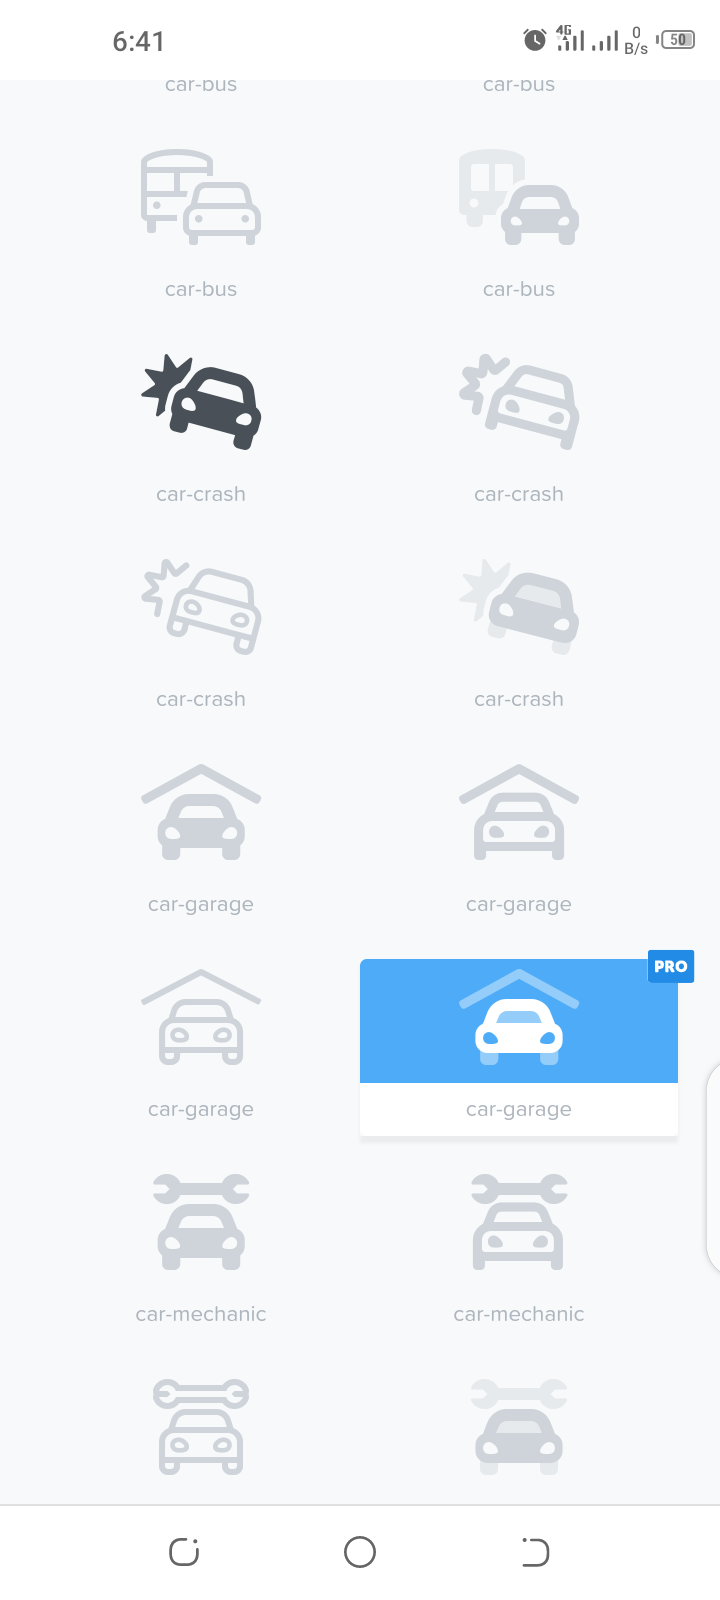 6:41
4G
0
B/s
50
car-bus car-bus
car-bus car-bus
car-crash car-crash
car-crash car-crash
car-garage car-garage
PRO
car-garage car-garage
car-mechanic car-mechanic